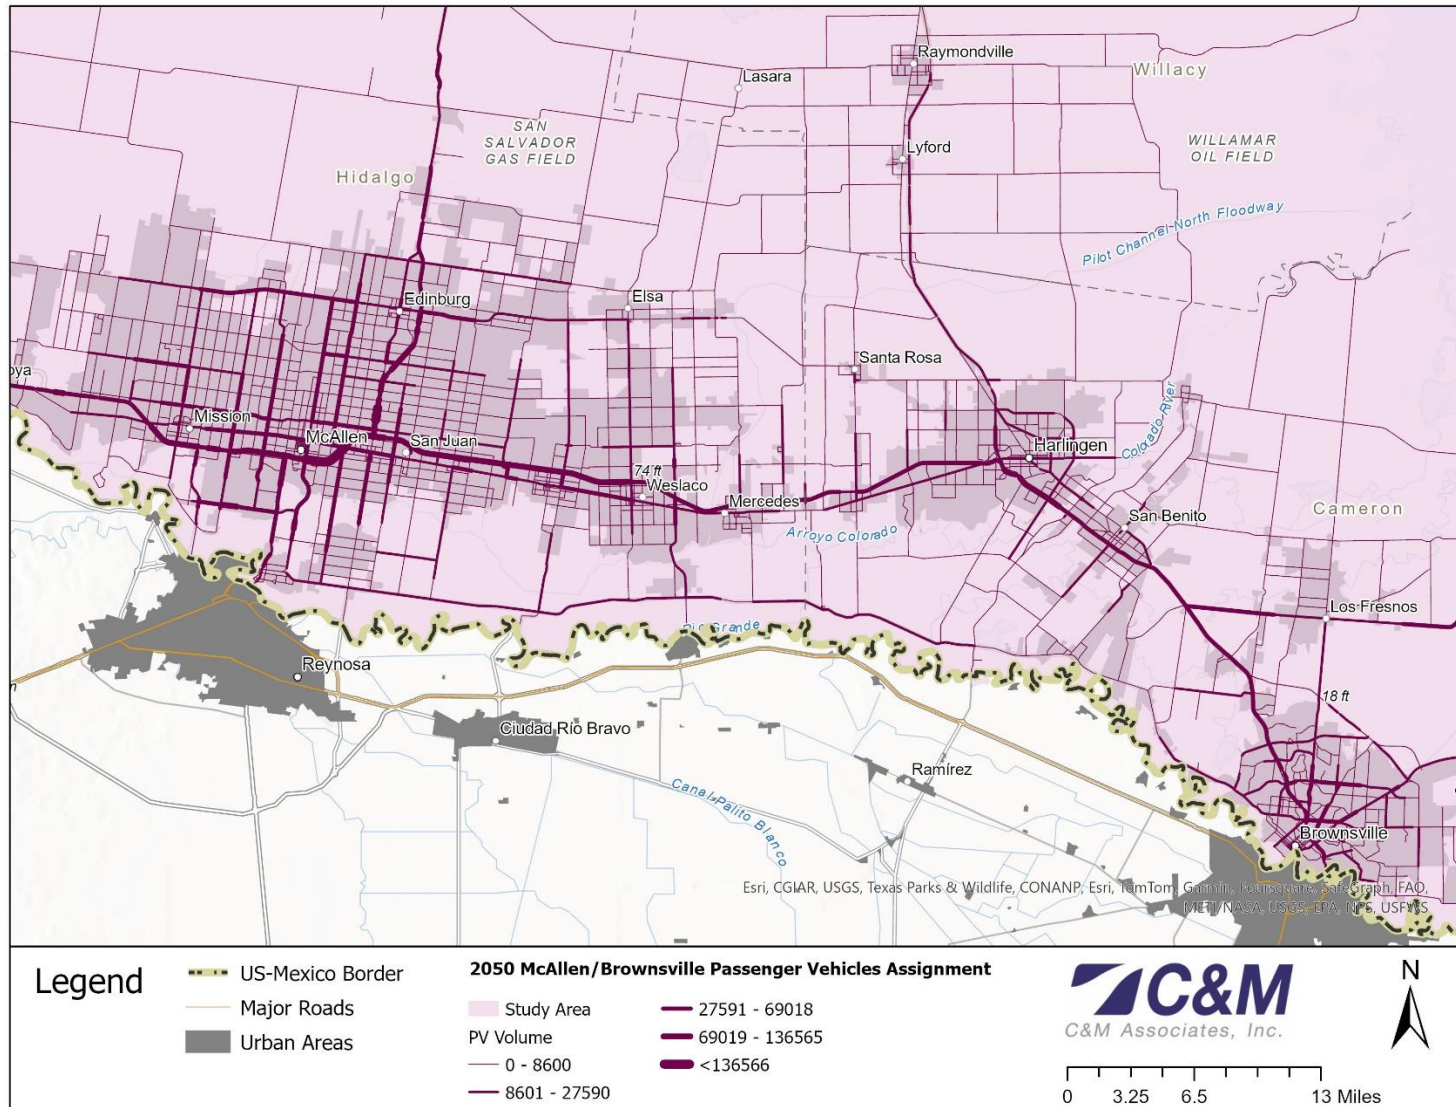 Raymondville
Willacy
Lasara
SAN
SALVADOR
GAS FIELD
Lyford
WILLAMAR
OIL FIELD
Hidalgo
Pilot Channel North Floodway
Edinburg
Elsa
Santa Rosa
oya
Colorado River
Mission
McAllen
San Juan
Harlingen
74 ft
Weslaco
Mercedes
San Benito
Cameron
Arroyo Colorado
Los Fresnos
Rio Grande
Reynosa
18 ft
Ciudad Río Bravo
Ramírez
Canal Palito Blanco
Brownsville
Esri, CGIAR, USGS, Texas Parks & Wildlife, CONANP, Esri, TomTom, Garmin, Foursquare, SafeGraph, FAO,
METI/NASA, USGS, EPA, NPS, USFWS
Legend
US-Mexico Border
Major Roads
Urban Areas
2050 McAllen/Brownsville Passenger Vehicles Assignment
Study Area
PV Volume
0 - 8600
8601 - 27590
27591 - 69018
69019 - 136565
<136566
C&M
C&M Associates, Inc.
N
0 3.25 6.5 13 Miles